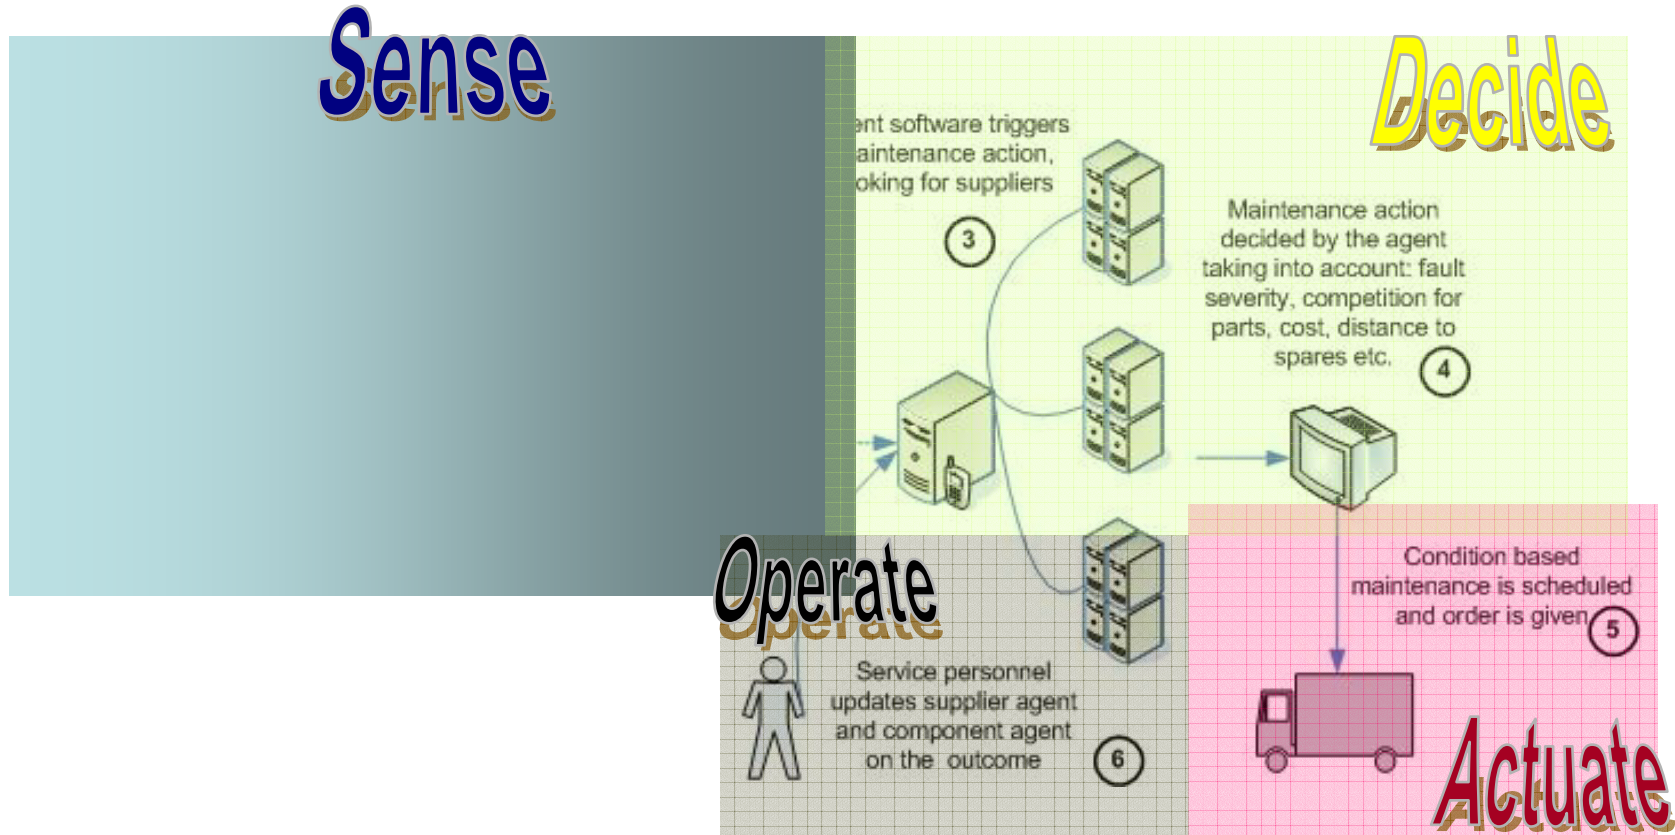 Sense
Decide
ent software triggers
aintenance action,
oking for suppliers
3
Maintenance action
decided by the agent
taking into account: fault
severity, competition for
parts, cost, distance to
spares etc.
4
Operate
Condition based
maintenance is scheduled
and order is given
5
Service personnel
updates supplier agent
and component agent
on the outcome
6
Actuate